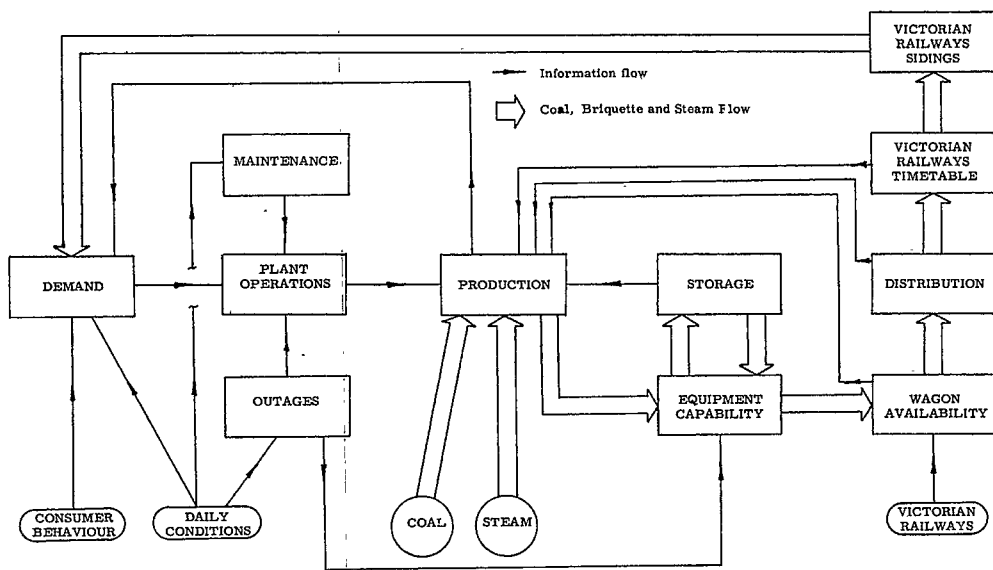 VICTORIAN
RAILWAYS
SIDINGS
Information flow
Coal, Briquette and Steam Flow
MAINTENANCE
VICTORIAN
RAILWAYS
TIMETABLE
DEMAND
PLANT
OPERATIONS
PRODUCTION
STORAGE
DISTRIBUTION
OUTAGES
EQUIPMENT
CAPABILITY
WAGON
AVAILABILITY
CONSUMER
BEHAVIOUR
DAILY
CONDITIONS
COAL
STEAM
VICTORIAN
RAILWAYS